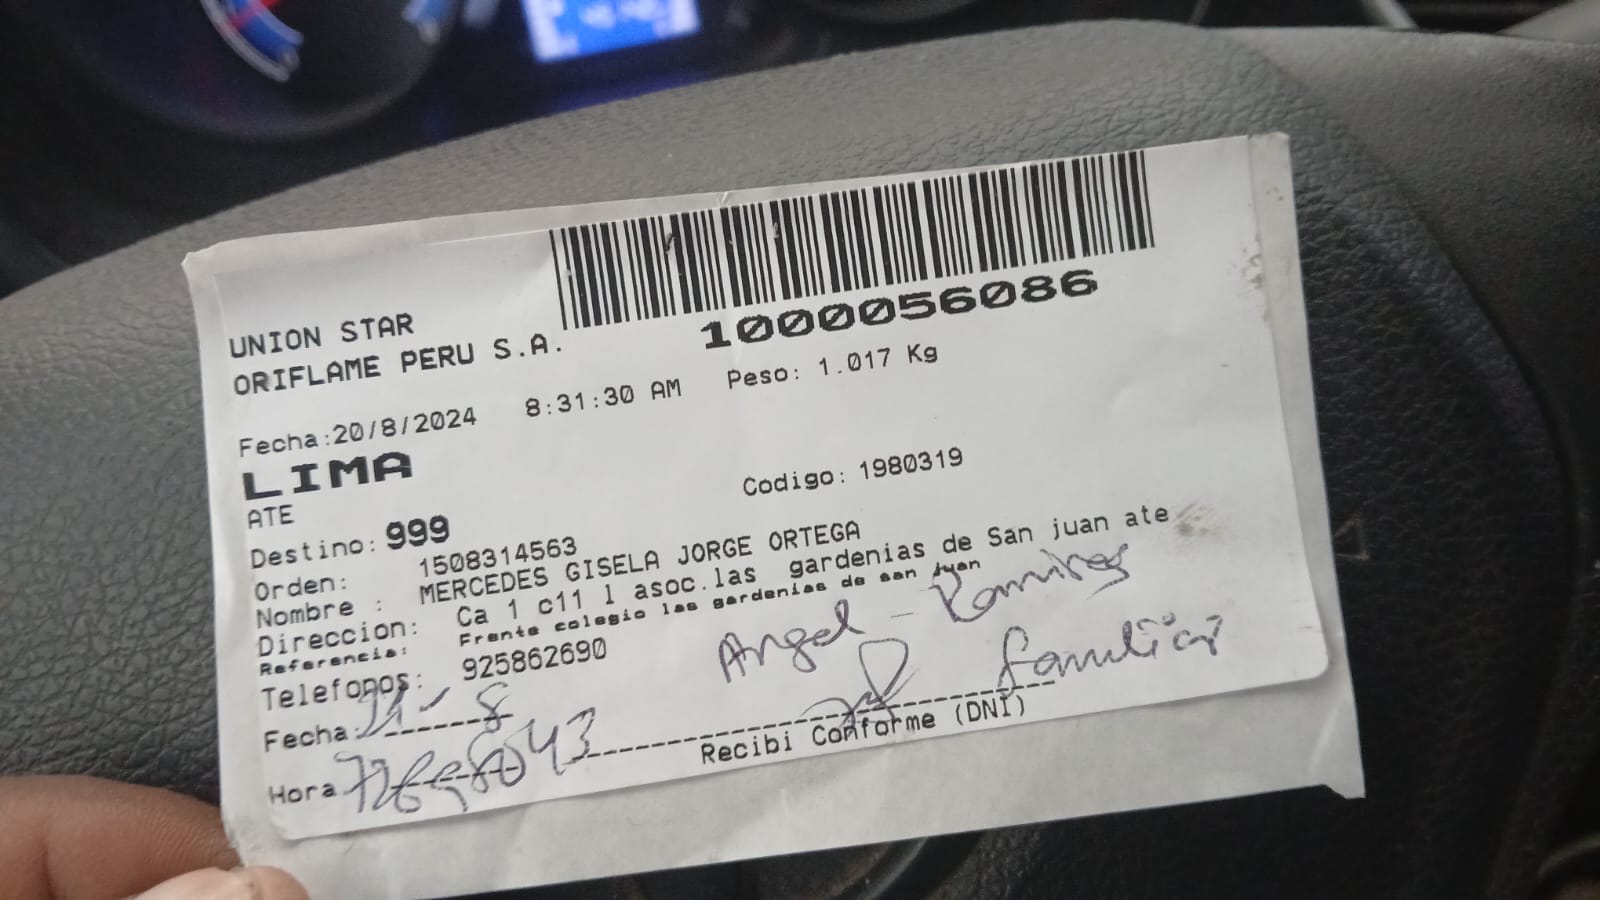 UNION STAR
ORIFLAME PERU S.A.
1000056086
Fecha:20/8/2024 8:31:30 AM Peso: 1.017 Kg
LIMA
ATE
Codigo: 1980319
Destino: 999
Orden: 1508314563
Nombre : MERCEDES GISELA JORGE ORTEGA
Direccion: Ca 1 c11 l asoc.las gardenias de San juan ate
Referencia: Frente colegio las gardenias de san juan
Telefonos: 925862690
Angel - Ramirez
familiar
Fecha: 21-8
Hora
Recibi Conforme (DNI)